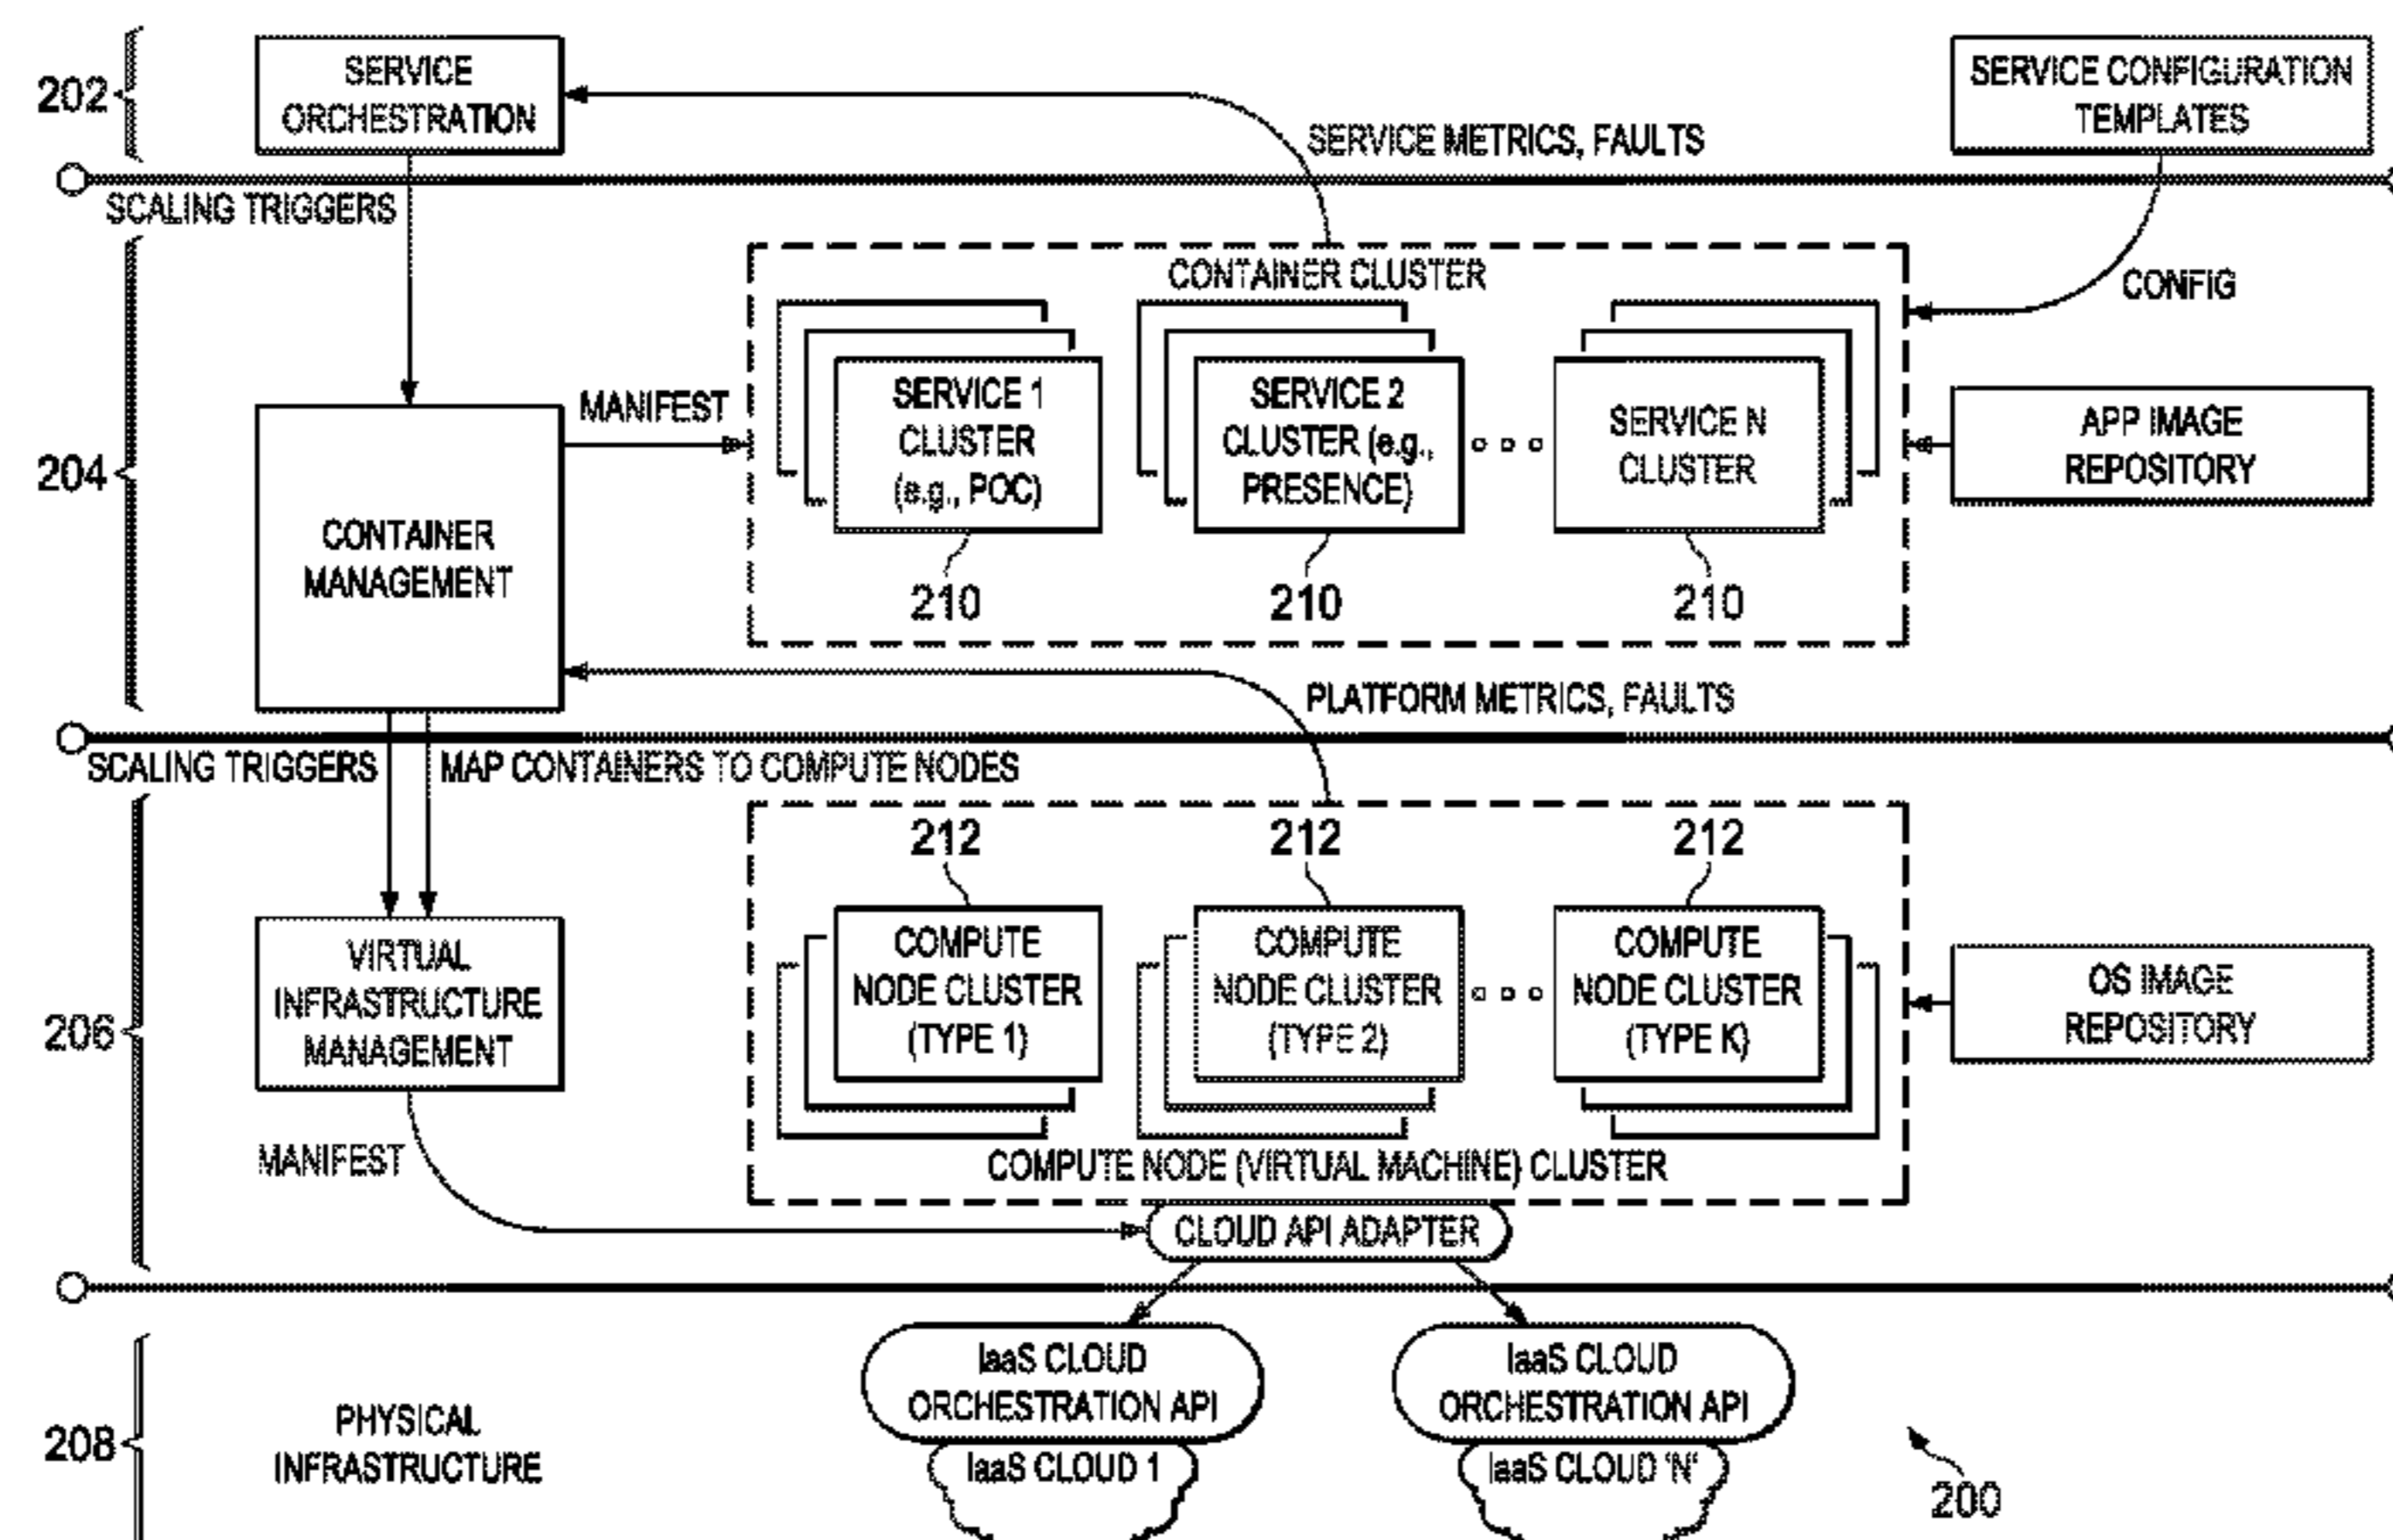 202
SERVICE
ORCHESTRATION
SERVICE METRICS, FAULTS
SERVICE CONFIGURATION
TEMPLATES
SCALING TRIGGERS
CONFIG
204
CONTAINER
MANAGEMENT
MANIFEST
CONTAINER CLUSTER
SERVICE 1
CLUSTER
(e.g., POC)
210
SERVICE 2
CLUSTER (e.g.,
PRESENCE)
210
SERVICE N
CLUSTER
210
APP IMAGE
REPOSITORY
PLATFORM METRICS, FAULTS
SCALING TRIGGERS
MAP CONTAINERS TO COMPUTE NODES
206
VIRTUAL
INFRASTRUCTURE
MANAGEMENT
MANIFEST
212
COMPUTE
NODE CLUSTER
(TYPE 1)
212
COMPUTE
NODE CLUSTER
(TYPE 2)
212
COMPUTE
NODE CLUSTER
(TYPE K)
COMPUTE NODE (VIRTUAL MACHINE) CLUSTER
OS IMAGE
REPOSITORY
CLOUD API ADAPTER
208
PHYSICAL
INFRASTRUCTURE
IaaS CLOUD
ORCHESTRATION API
IaaS CLOUD 1
IaaS CLOUD
ORCHESTRATION API
IaaS CLOUD 'N'
200